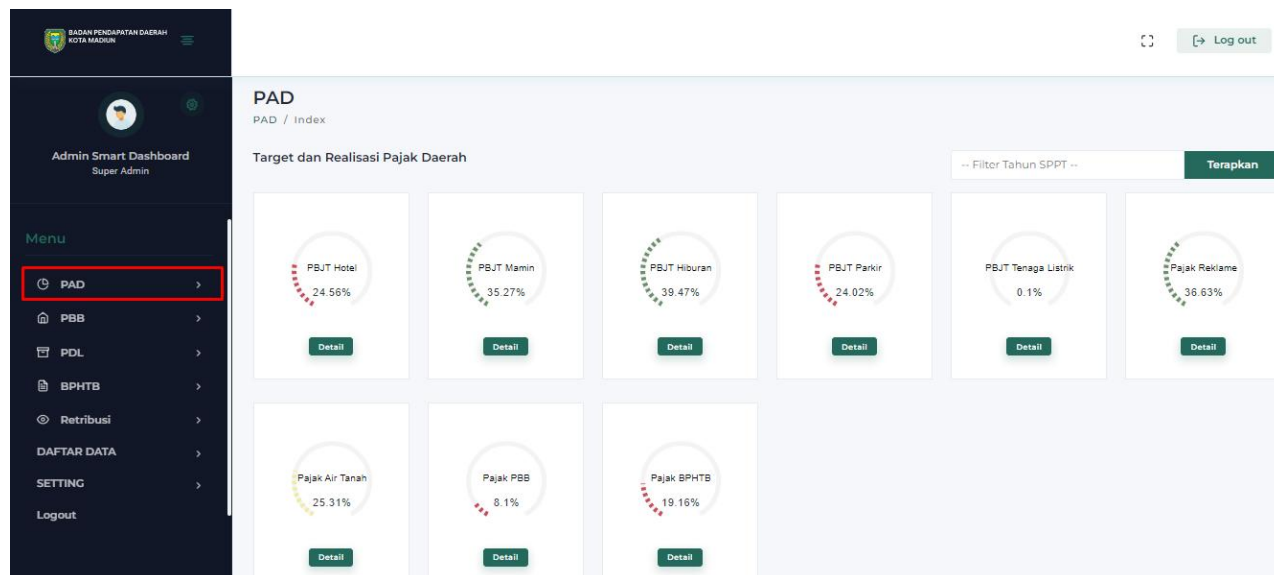 BADAN PENDAPATAN DAERAH
KOTA MADIUN
Log out
Admin Smart Dashboard
Super Admin
Menu
PAD
PBB
PDL
BPHTB
Retribusi
DAFTAR DATA
SETTING
Logout
PAD
PAD / Index
Target dan Realisasi Pajak Daerah
-- Filter Tahun SPPT --
Terapkan
PBJT Hotel
24.56%
Detail
PBJT Mamin
35.27%
Detail
PBJT Hiburan
39.47%
Detail
PBJT Parkir
24.02%
Detail
PBJT Tenaga Listrik
0.1%
Detail
Pajak Reklame
36.63%
Detail
Pajak Air Tanah
25.31%
Detail
Pajak PBB
8.1%
Detail
Pajak BPHTB
19.16%
Detail